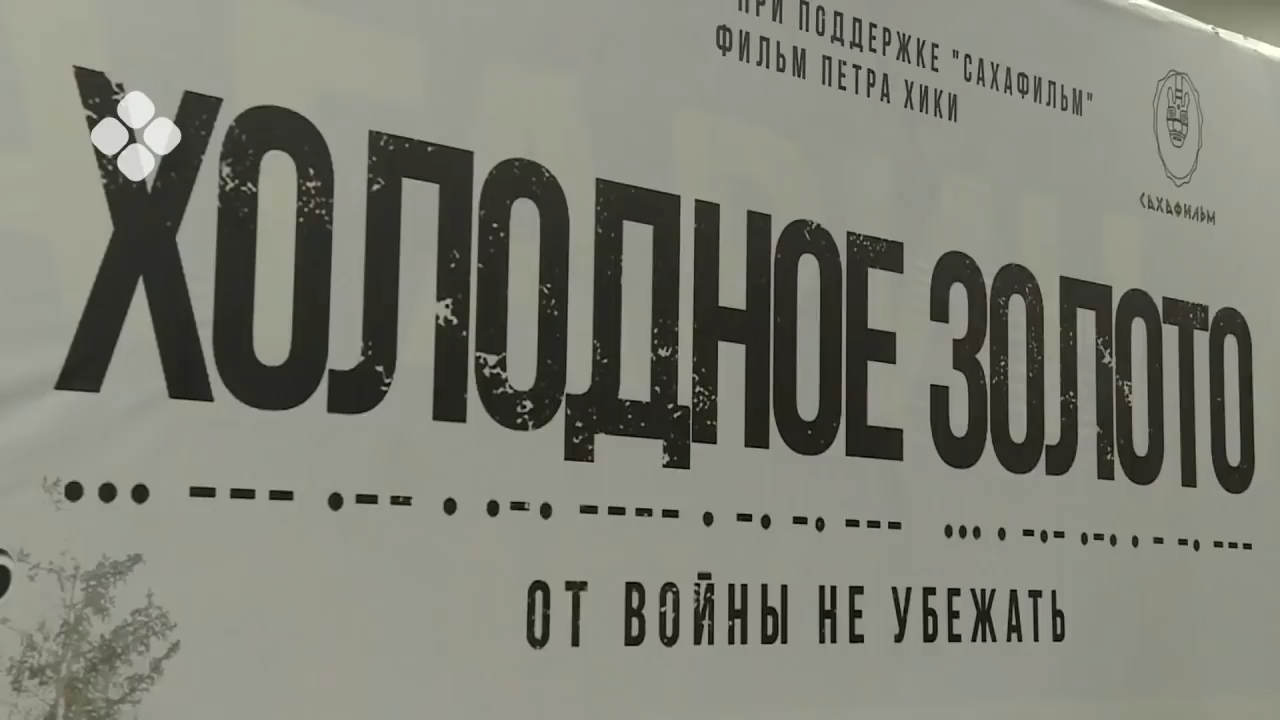 ПРИ ПОДДЕРЖКЕ "САХАФИЛЬМ"
ФИЛЬМ ПЕТРА ХИКИ
САХАФИЛЬМ
ХОЛОДНОЕ ЗОЛОТО
ОТ ВОЙНЫ НЕ УБЕЖАТЬ